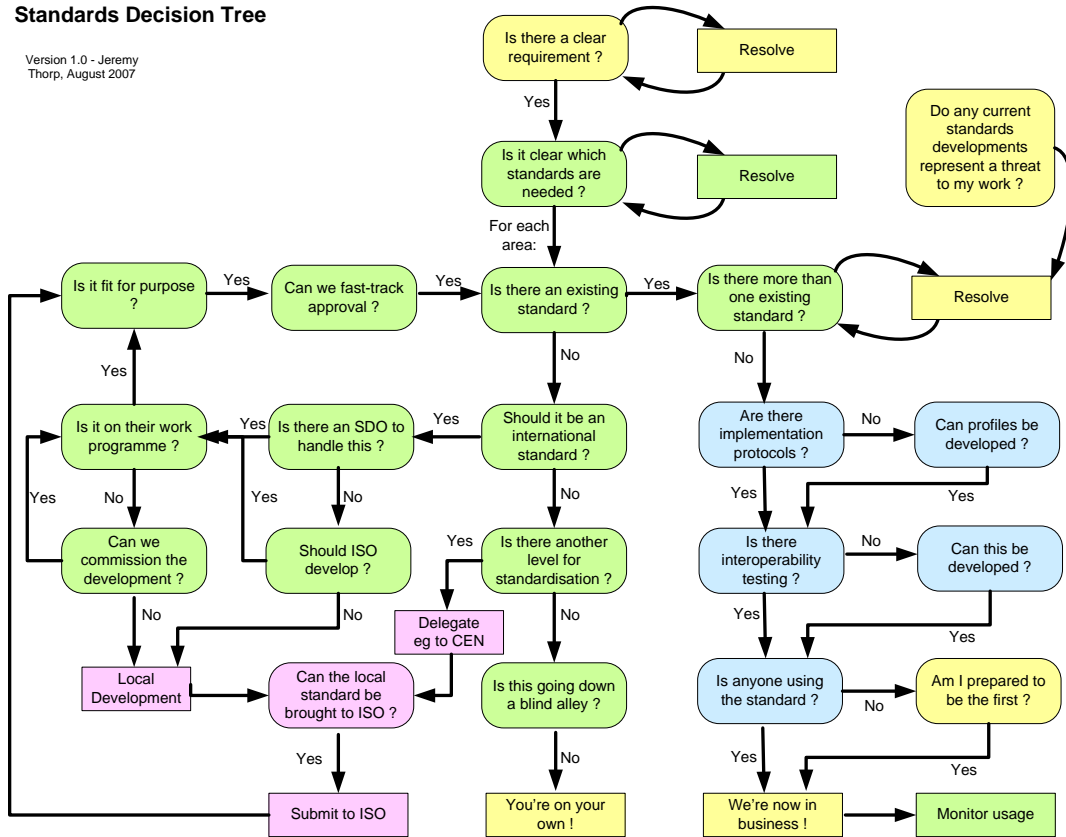 Standards Decision Tree
Version 1.0 - Jeremy
Thorp, August 2007
Is there a clear
requirement ?
Resolve
Yes
Do any current
standards
developments
represent a threat
to my work ?
Is it clear which
standards are
needed ?
Resolve
For each
area:
Is it fit for purpose
?
Yes
Can we fast-track
approval ?
Yes
Is there an existing
standard ?
Yes
Is there more than
one existing
standard ?
Resolve
Yes
No
No
Is it on their work
programme ?
Yes
Is there an SDO to
handle this ?
Yes
Should it be an
international
standard ?
Are there
implementation
protocols ?
No
Can profiles be
developed ?
Yes
No
Yes
No
No
Yes
Yes
Can we
commission the
development ?
Should ISO
develop ?
Yes
Is there another
level for
standardisation ?
Is there
interoperability
testing ?
No
Can this be
developed ?
No
No
Delegate
eg to CEN
No
Yes
Yes
Local
Development
Can the local
standard be
brought to ISO ?
Is this going down
a blind alley ?
Is anyone using
the standard ?
No
Am I prepared to
be the first ?
Yes
No
Yes
Yes
Submit to ISO
You're on your
own !
We're now in
business !
Monitor usage